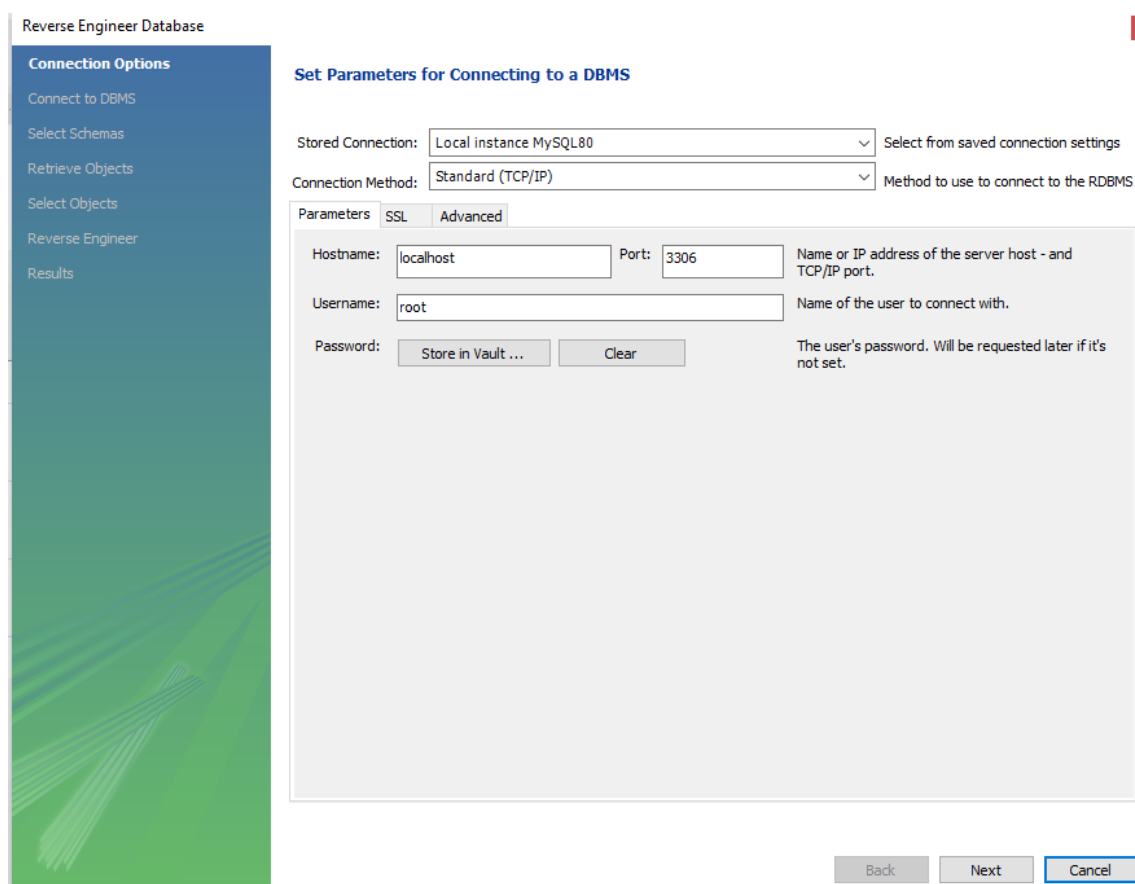 Reverse Engineer Database
Connection Options
Connect to DBMS
Select Schemas
Retrieve Objects
Select Objects
Reverse Engineer
Results
Set Parameters for Connecting to a DBMS
Stored Connection: Local instance MySQL80 Select from saved connection settings
Connection Method: Standard (TCP/IP) Method to use to connect to the RDBMS
Parameters SSL Advanced
Hostname: localhost Port: 3306 Name or IP address of the server host - and
TCP/IP port.
Username: root Name of the user to connect with.
Password: Store in Vault ... Clear The user's password. Will be requested later if it's
not set.
Back Next Cancel